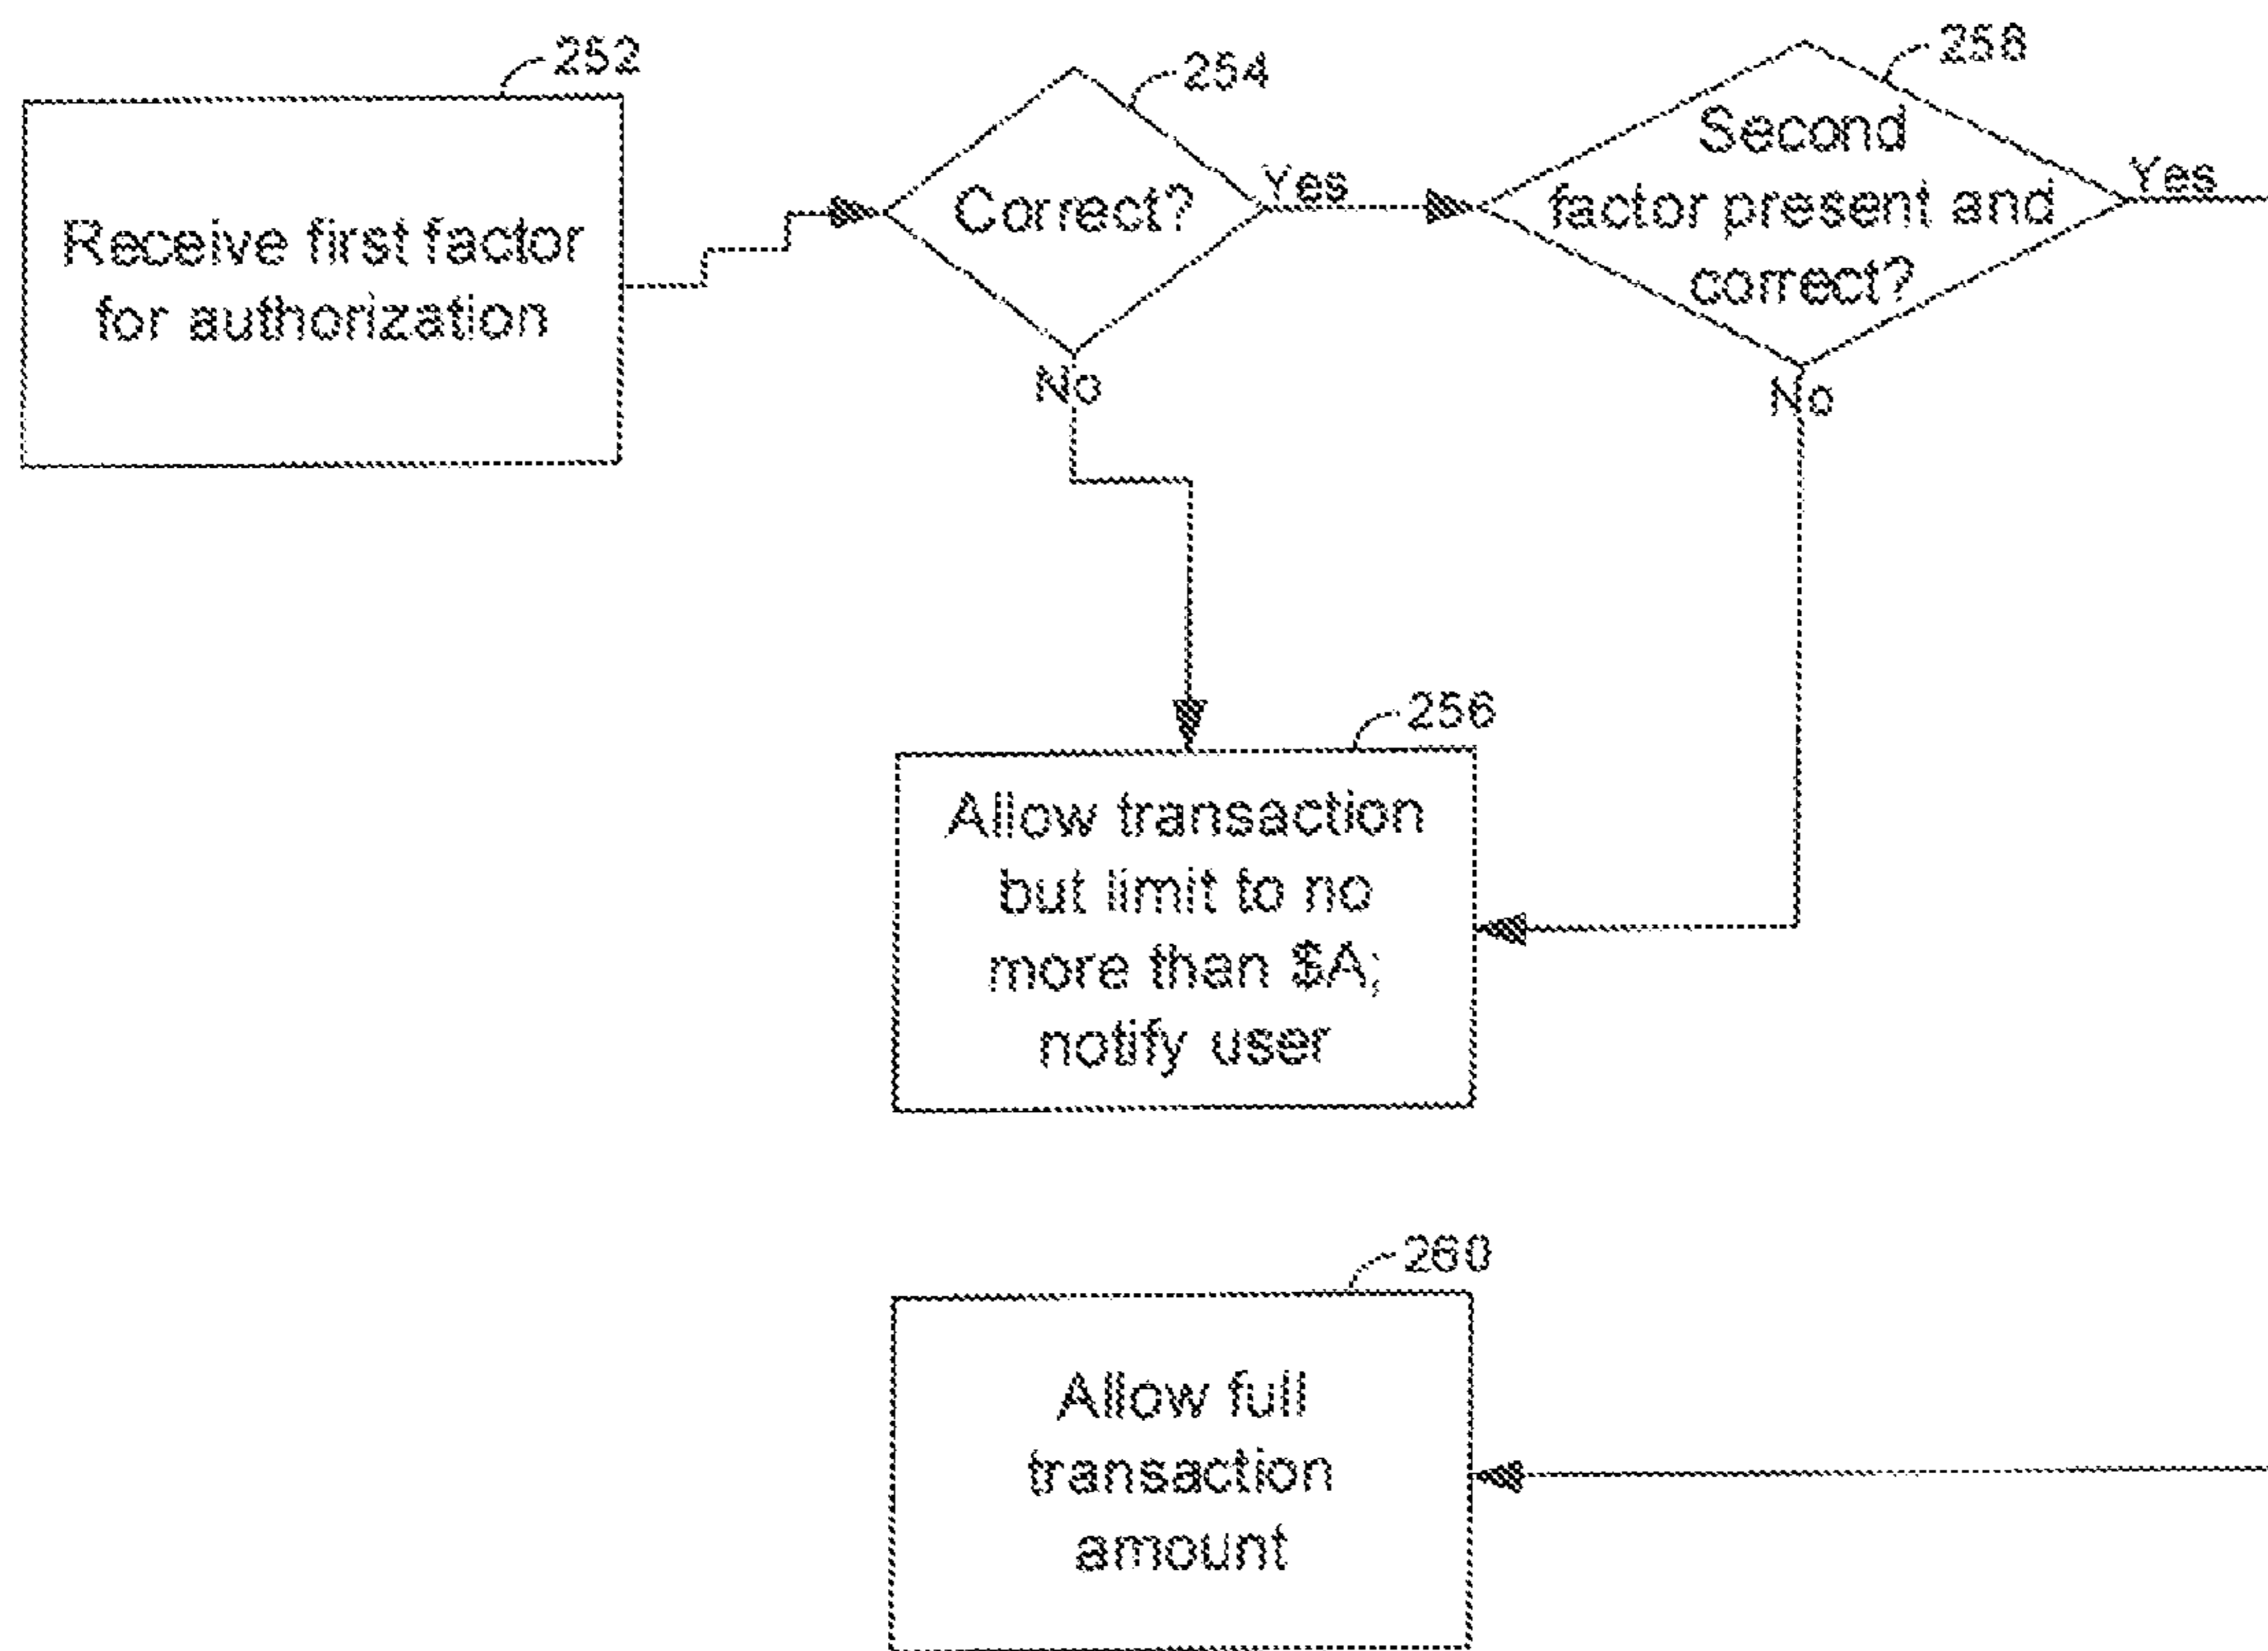 252
Receive first factor
for authorization
254
Correct?
Yes
No
258
Second
factor present and
correct?
Yes
No
256
Allow transaction
but limit to no
more than $A;
notify user
260
Allow full
transaction
amount